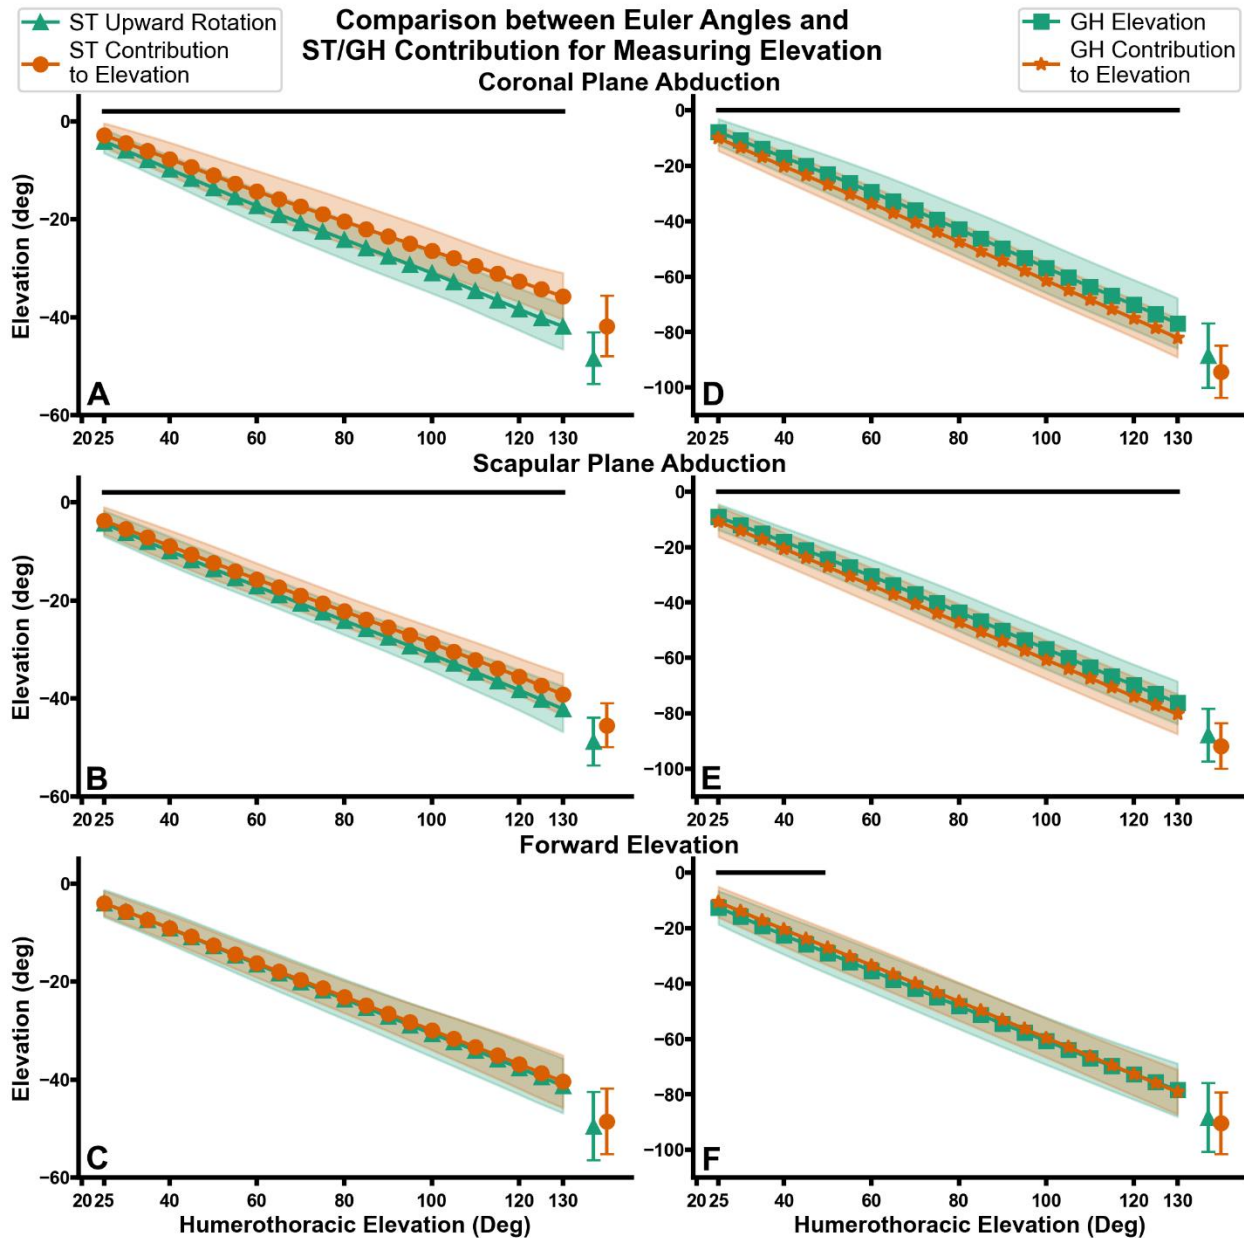 ST Upward Rotation
ST Contribution
to Elevation
Comparison between Euler Angles and
ST/GH Contribution for Measuring Elevation
GH Elevation
GH Contribution
to Elevation
Coronal Plane Abduction
Elevation (deg)
0
−20
−40
−60
A
20 25 40 60 80 100 120 130
Elevation (deg)
0
−20
−40
−60
−80
−100
D
20 25 40 60 80 100 120 130
Scapular Plane Abduction
Elevation (deg)
0
−20
−40
−60
B
20 25 40 60 80 100 120 130
Elevation (deg)
0
−20
−40
−60
−80
−100
E
20 25 40 60 80 100 120 130
Forward Elevation
Elevation (deg)
0
−20
−40
−60
C
20 25 40 60 80 100 120 130
Humerothoracic Elevation (Deg)
Elevation (deg)
0
−20
−40
−60
−80
−100
F
20 25 40 60 80 100 120 130
Humerothoracic Elevation (Deg)